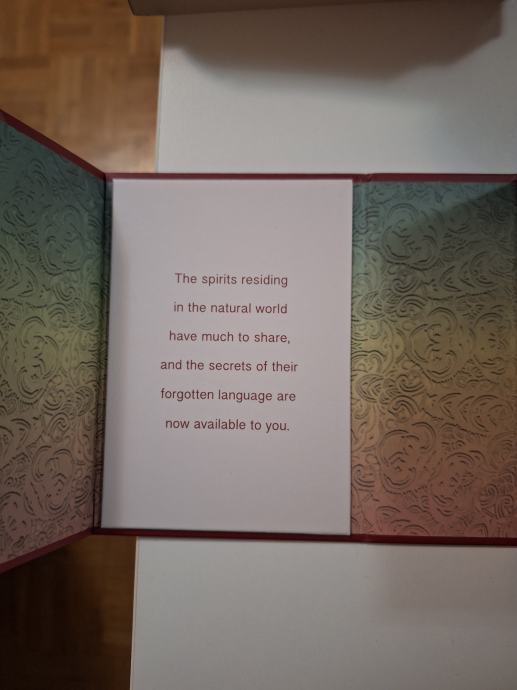 The spirits residing
in the natural world
have much to share,
and the secrets of their
forgotten language are
now available to you.